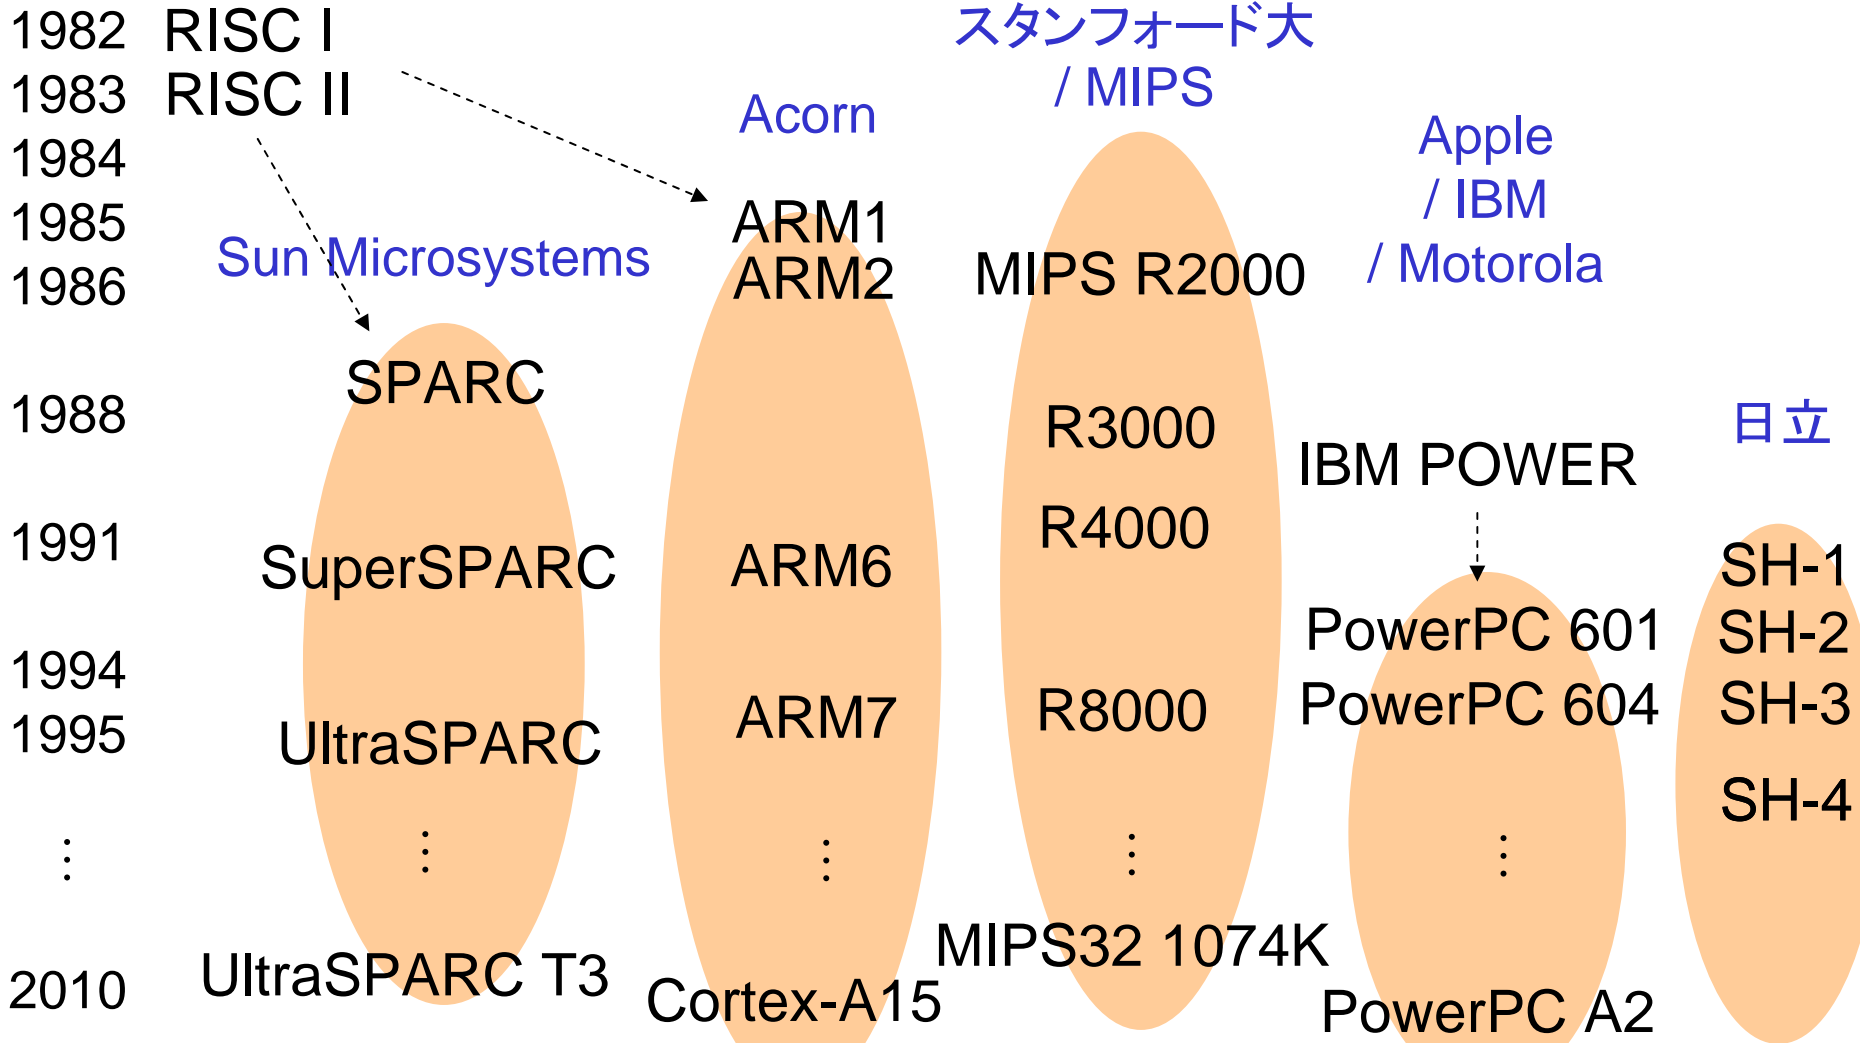 1982 RISC I スタンフォード大
1983 RISC II / MIPS
Acorn
1984 Apple
1985 ARM1 / IBM
Sun Microsystems / Motorola
1986 ARM2 MIPS R2000
SPARC
1988 R3000 日立
IBM POWER
1991 R4000
SuperSPARC ARM6 SH-1
PowerPC 601 SH-2
1994
1995 UltraSPARC ARM7 R8000 PowerPC 604 SH-3
SH-4
⋮ ⋮ ⋮ ⋮ ⋮
MIPS32 1074K
2010 UltraSPARC T3 Cortex-A15 PowerPC A2